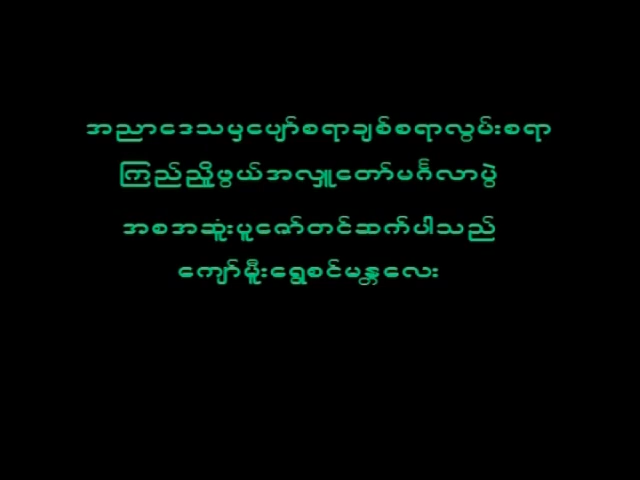 အညာဒေသမှပျော်စရာချစ်စရာလွမ်းစရာ
ကြည်ညိူဖွယ်အလှူတော်မင်္ဂလာပွဲ
အစအဆူံးပူဇော်တင်ဆက်ပါသည်
ကျော်မိူးရွှေစင်မန္တလေး